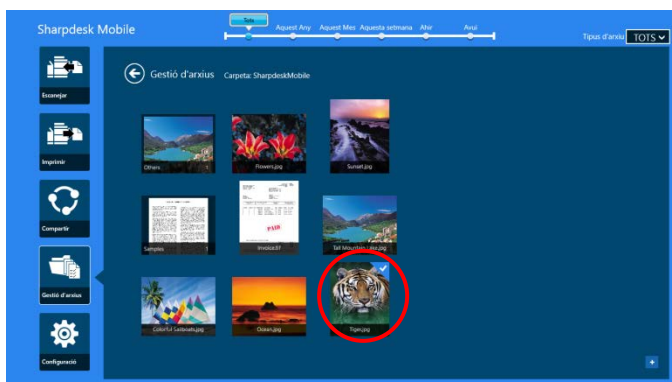 Sharpdesk Mobile
Tots Aquest Any Aquest Mes Aquesta setmana Ahir Avui
Tipus d'arxiu TOTS
Escanejar
Imprimir
Compartir
Gestió d'arxius
Configuració
Gestió d'arxius Carpeta: SharpdeskMobile
Others
Flowers.jpg
Sunset.jpg
Samples
Invoice.tif
PAID
Tall Mountain Lake.jpg
Colorful Sailboats.jpg
Ocean.jpg
Tiger.jpg